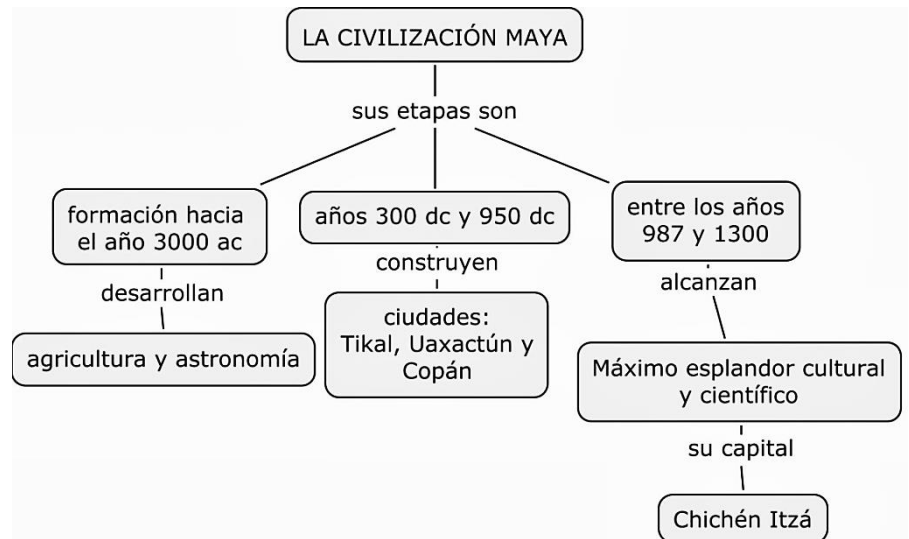 LA CIVILIZACIÓN MAYA
sus etapas son
formación hacia
el año 3000 ac
desarrollan
agricultura y astronomía
años 300 dc y 950 dc
construyen
ciudades:
Tikal, Uaxactún y
Copán
entre los años
987 y 1300
alcanzan
Máximo esplandor cultural
y científico
su capital
Chichén Itzá